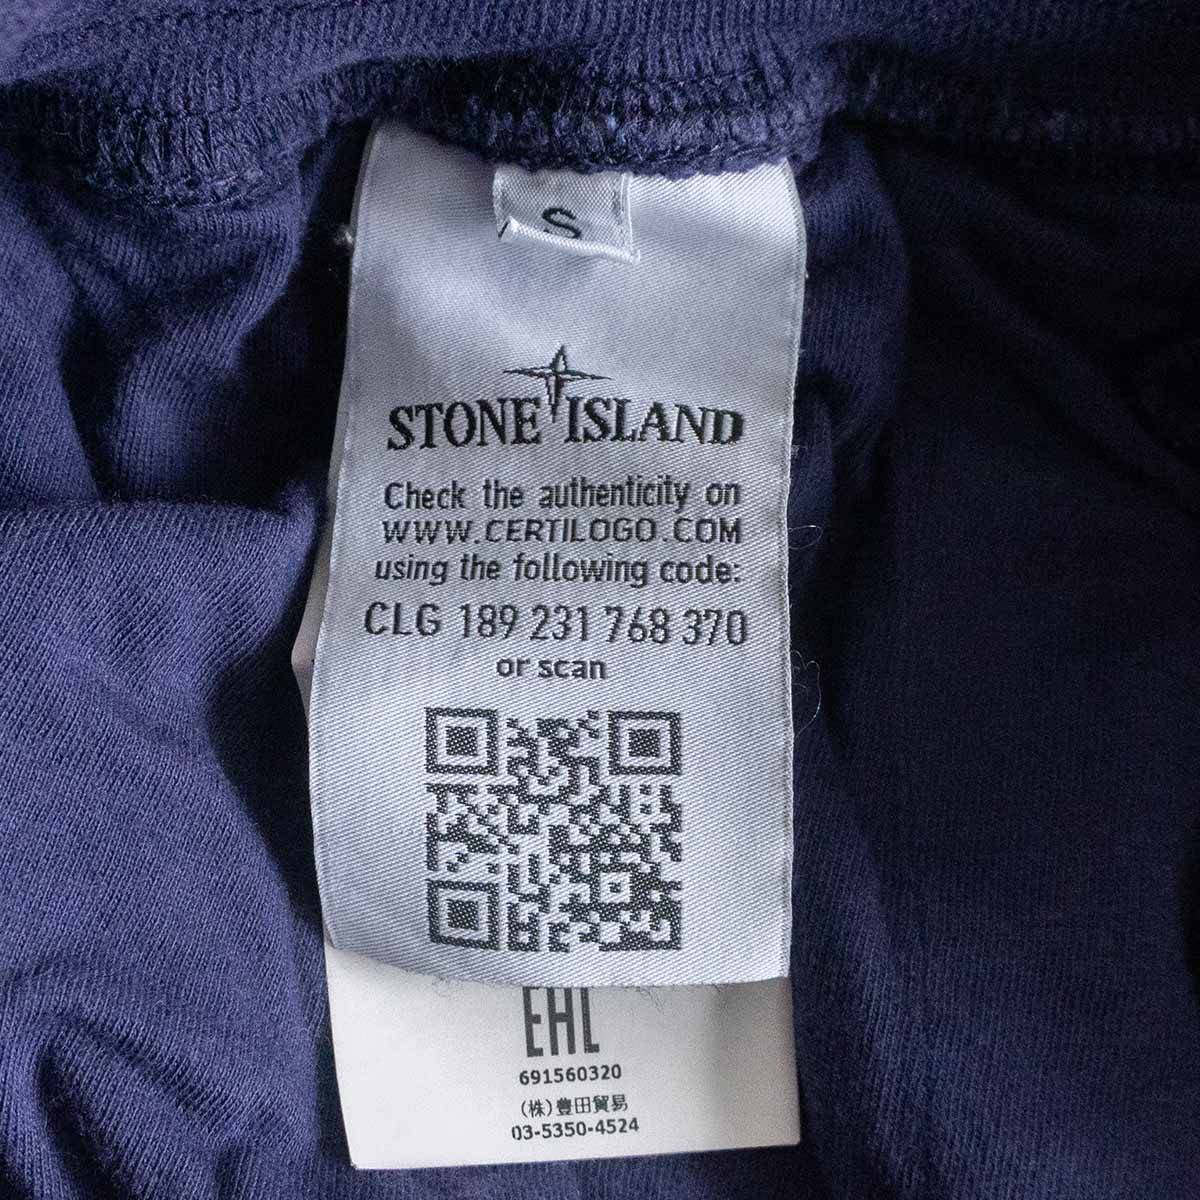 S
STONE ISLAND
Check the authenticity on
WWW.CERTILOGO.COM
using the following code:
CLG 189 231 768 370
or scan
EAC
691560320
(株)豊田貿易
03-5350-4524